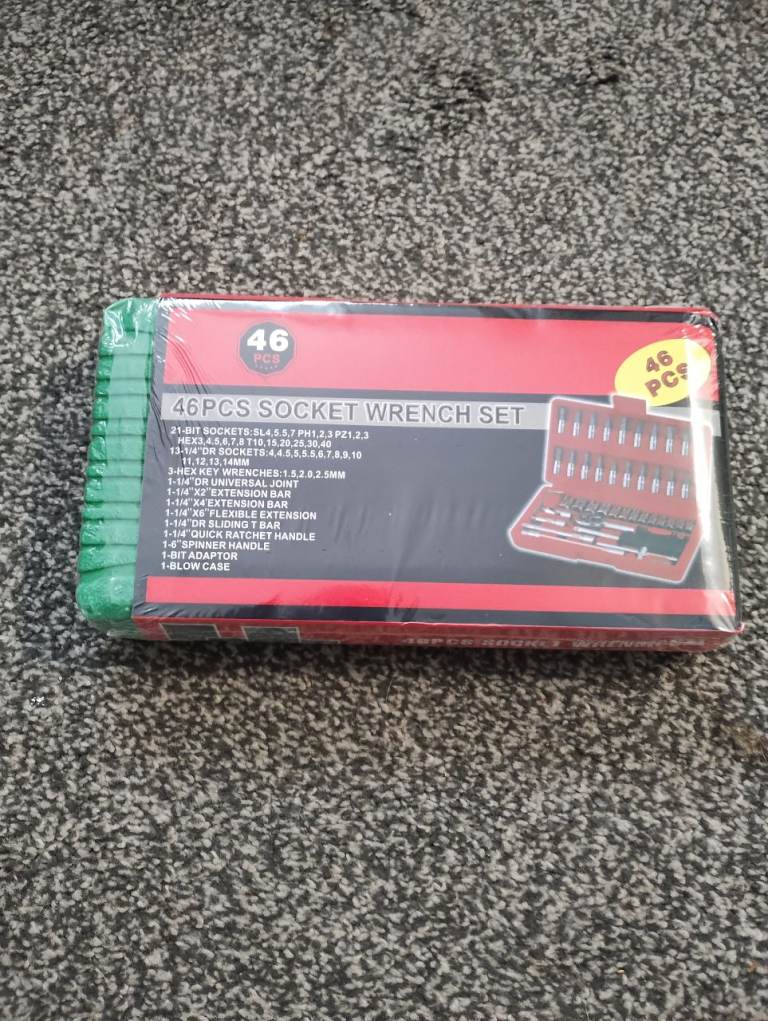 46
PCS
46
PCS
46PCS SOCKET WRENCH SET
21-BIT SOCKETS:SL4,5.5,7 PH1,2,3 PZ1,2,3
HEX3,4,5,6,7,8 T10,15,20,25,30,40
13-1/4"DR SOCKETS:4,4.5,5,5.5,6,7,8,9,10
11,12,13,14MM
3-HEX KEY WRENCHES:1.5,2.0,2.5MM
1-1/4"DR UNIVERSAL JOINT
1-1/4"X2"EXTENSION BAR
1-1/4"X4"EXTENSION BAR
1-1/4"X6"FLEXIBLE EXTENSION
1-1/4"DR SLIDING T BAR
1-1/4"QUICK RATCHET HANDLE
1-6"SPINNER HANDLE
1-BIT ADAPTOR
1-BLOW CASE
46PCS SOCKET WRENCH